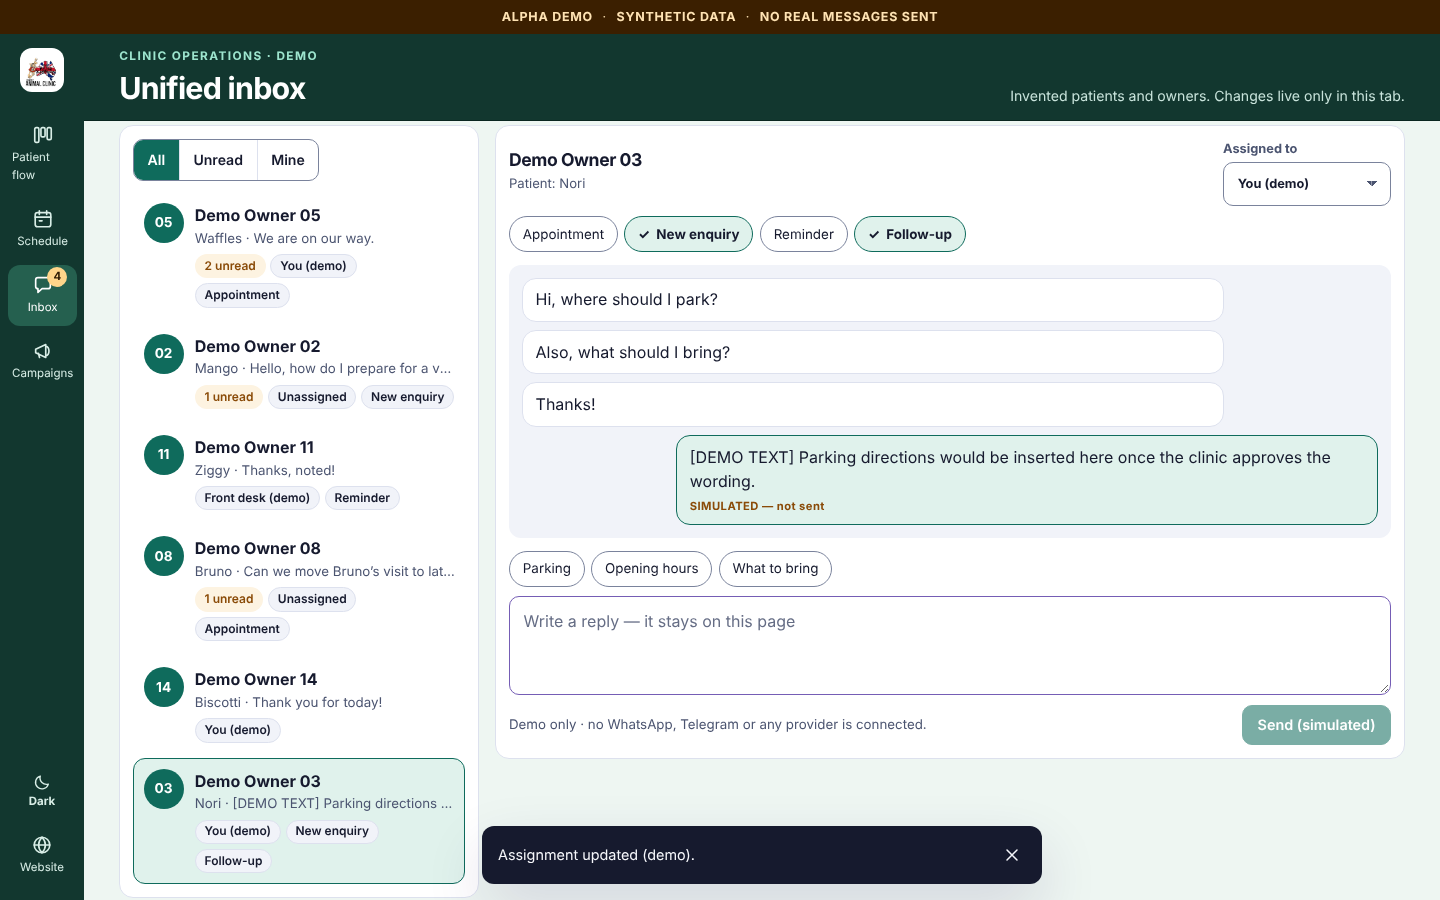 ALPHA DEMO · SYNTHETIC DATA · NO REAL MESSAGES SENT
ANIMAL CLINIC
CLINIC OPERATIONS · DEMO
Unified inbox
Invented patients and owners. Changes live only in this tab.
Patient
flow
Schedule
4
Inbox
Campaigns
Dark
Website
All
Unread
Mine
05
Demo Owner 05
Waffles · We are on our way.
2 unread
You (demo)
Appointment
02
Demo Owner 02
Mango · Hello, how do I prepare for a v…
1 unread
Unassigned
New enquiry
11
Demo Owner 11
Ziggy · Thanks, noted!
Front desk (demo)
Reminder
08
Demo Owner 08
Bruno · Can we move Bruno’s visit to lat…
1 unread
Unassigned
Appointment
14
Demo Owner 14
Biscotti · Thank you for today!
You (demo)
03
Demo Owner 03
Nori · [DEMO TEXT] Parking directions …
You (demo)
New enquiry
Follow-up
Demo Owner 03
Patient: Nori
Assigned to
You (demo)
Appointment
✓ New enquiry
Reminder
✓ Follow-up
Hi, where should I park?
Also, what should I bring?
Thanks!
[DEMO TEXT] Parking directions would be inserted here once the clinic approves the
wording.
SIMULATED — not sent
Parking
Opening hours
What to bring
Write a reply — it stays on this page
Demo only · no WhatsApp, Telegram or any provider is connected.
Send (simulated)
Assignment updated (demo).